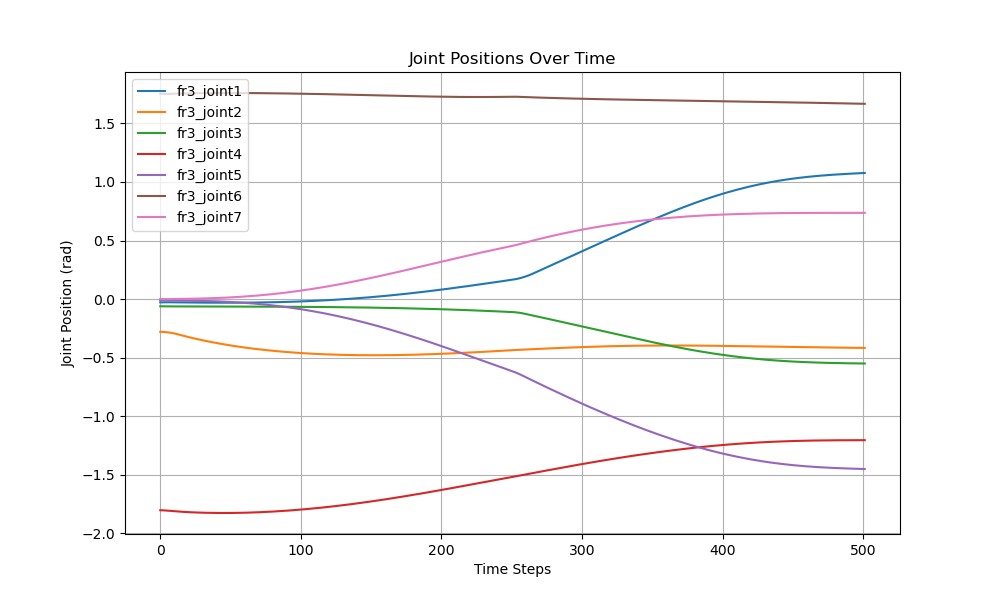 Joint Positions Over Time
fr3_joint1
fr3_joint2
fr3_joint3
fr3_joint4
fr3_joint5
fr3_joint6
fr3_joint7
Joint Position (rad)
1.5
1.0
0.5
0.0
−0.5
−1.0
−1.5
−2.0
0 100 200 300 400 500
Time Steps